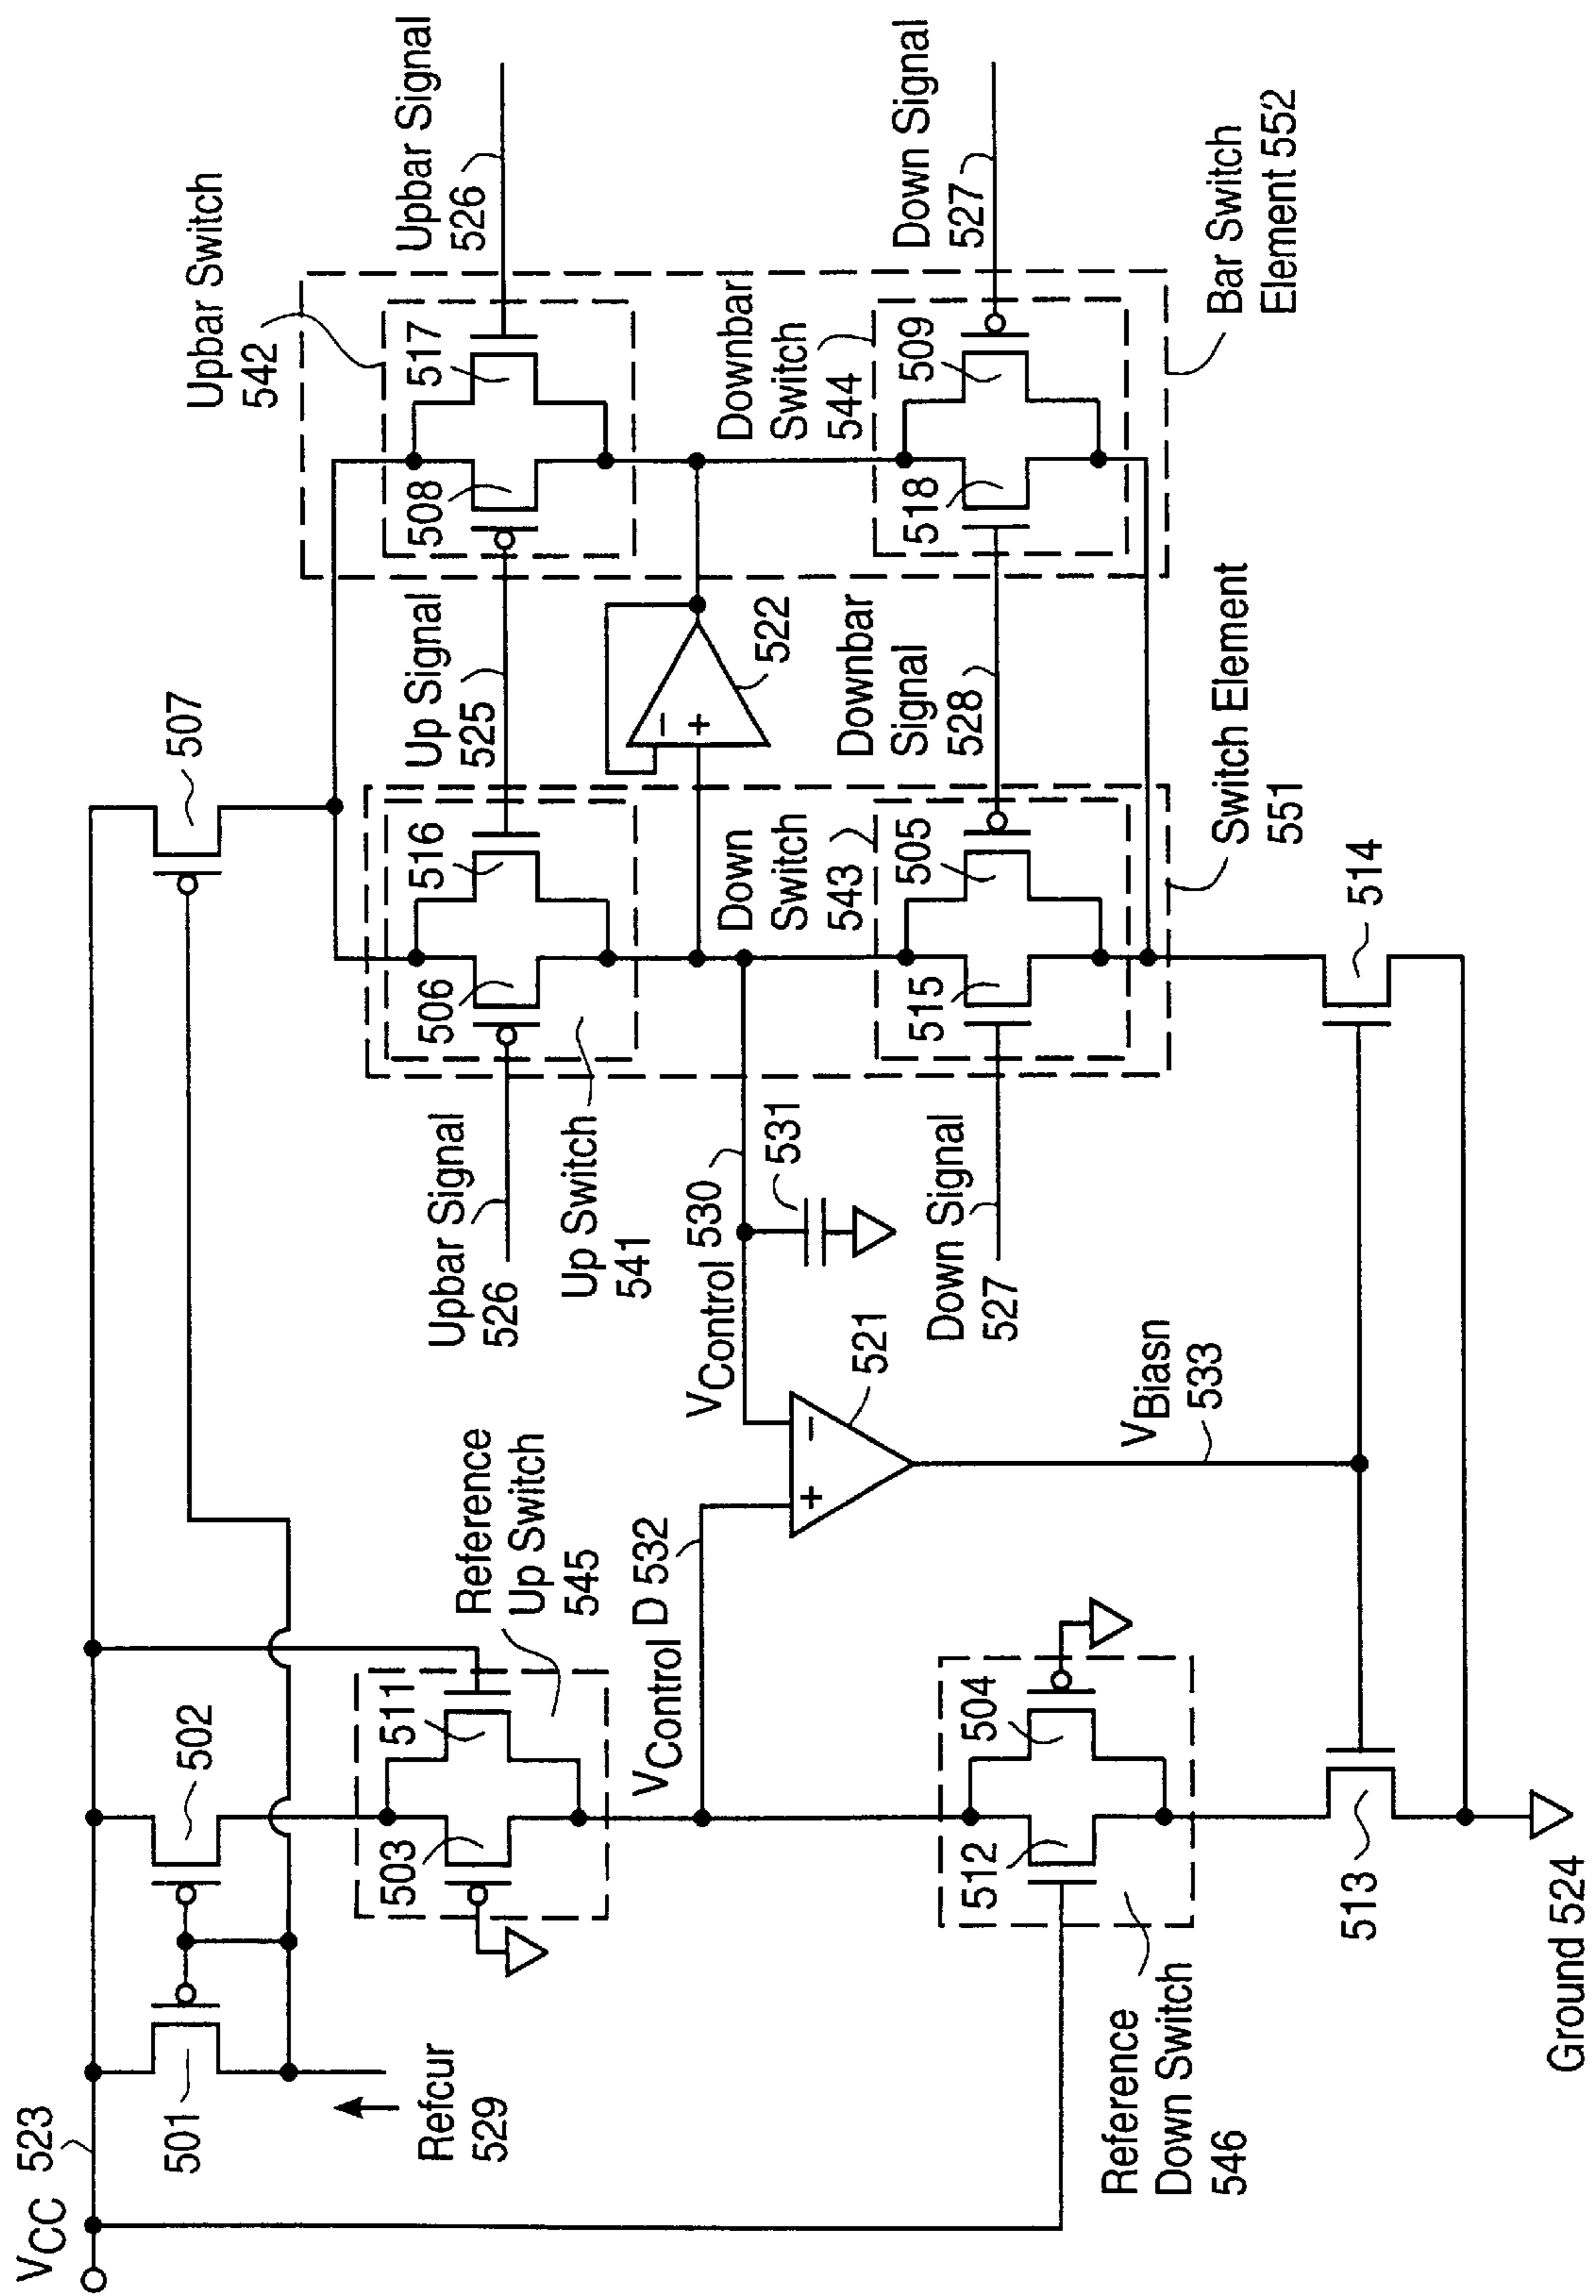 VCC 523
501
Refcur
529
502
503
511
Reference
Up Switch
545
VControl D 532
512
504
Reference
Down Switch
546
513
Ground 524
521
VBiasn
533
VControl 530
531
507
Upbar Signal
526
Up Switch
541
506
516
Up Signal
525
Upbar Switch
542
508
517
Upbar Signal
526
522
Down Signal
527
Down
Switch
543
515
505
Downbar
Signal
528
Downbar
Switch
544
518
509
Down Signal
527
Switch Element
551
Bar Switch
Element 552
514
−
+
−
+